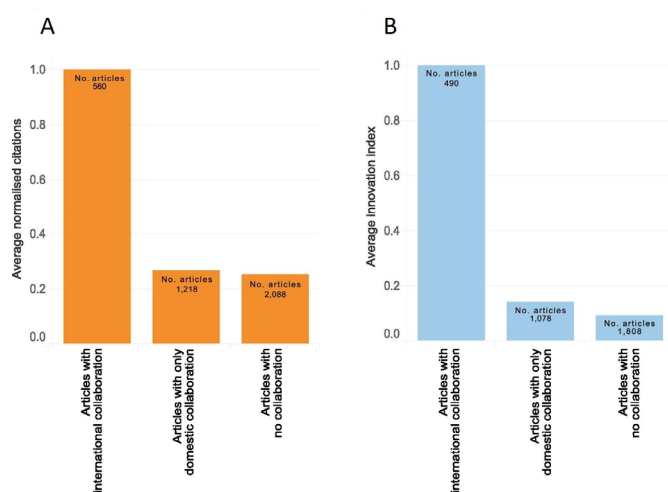 A
Average normalised citations
1.0
0.8
0.6
0.4
0.2
0.0
No. articles
560
No. articles
1,218
No. articles
2,088
Articles with
international collaboration
Articles with only
domestic collaboration
Articles with
no collaboration
B
Average Innovation index
1.0
0.8
0.6
0.4
0.2
0.0
No. articles
490
No. articles
1,078
No. articles
1,808
Articles with
international collaboration
Articles with only
domestic collaboration
Articles with
no collaboration